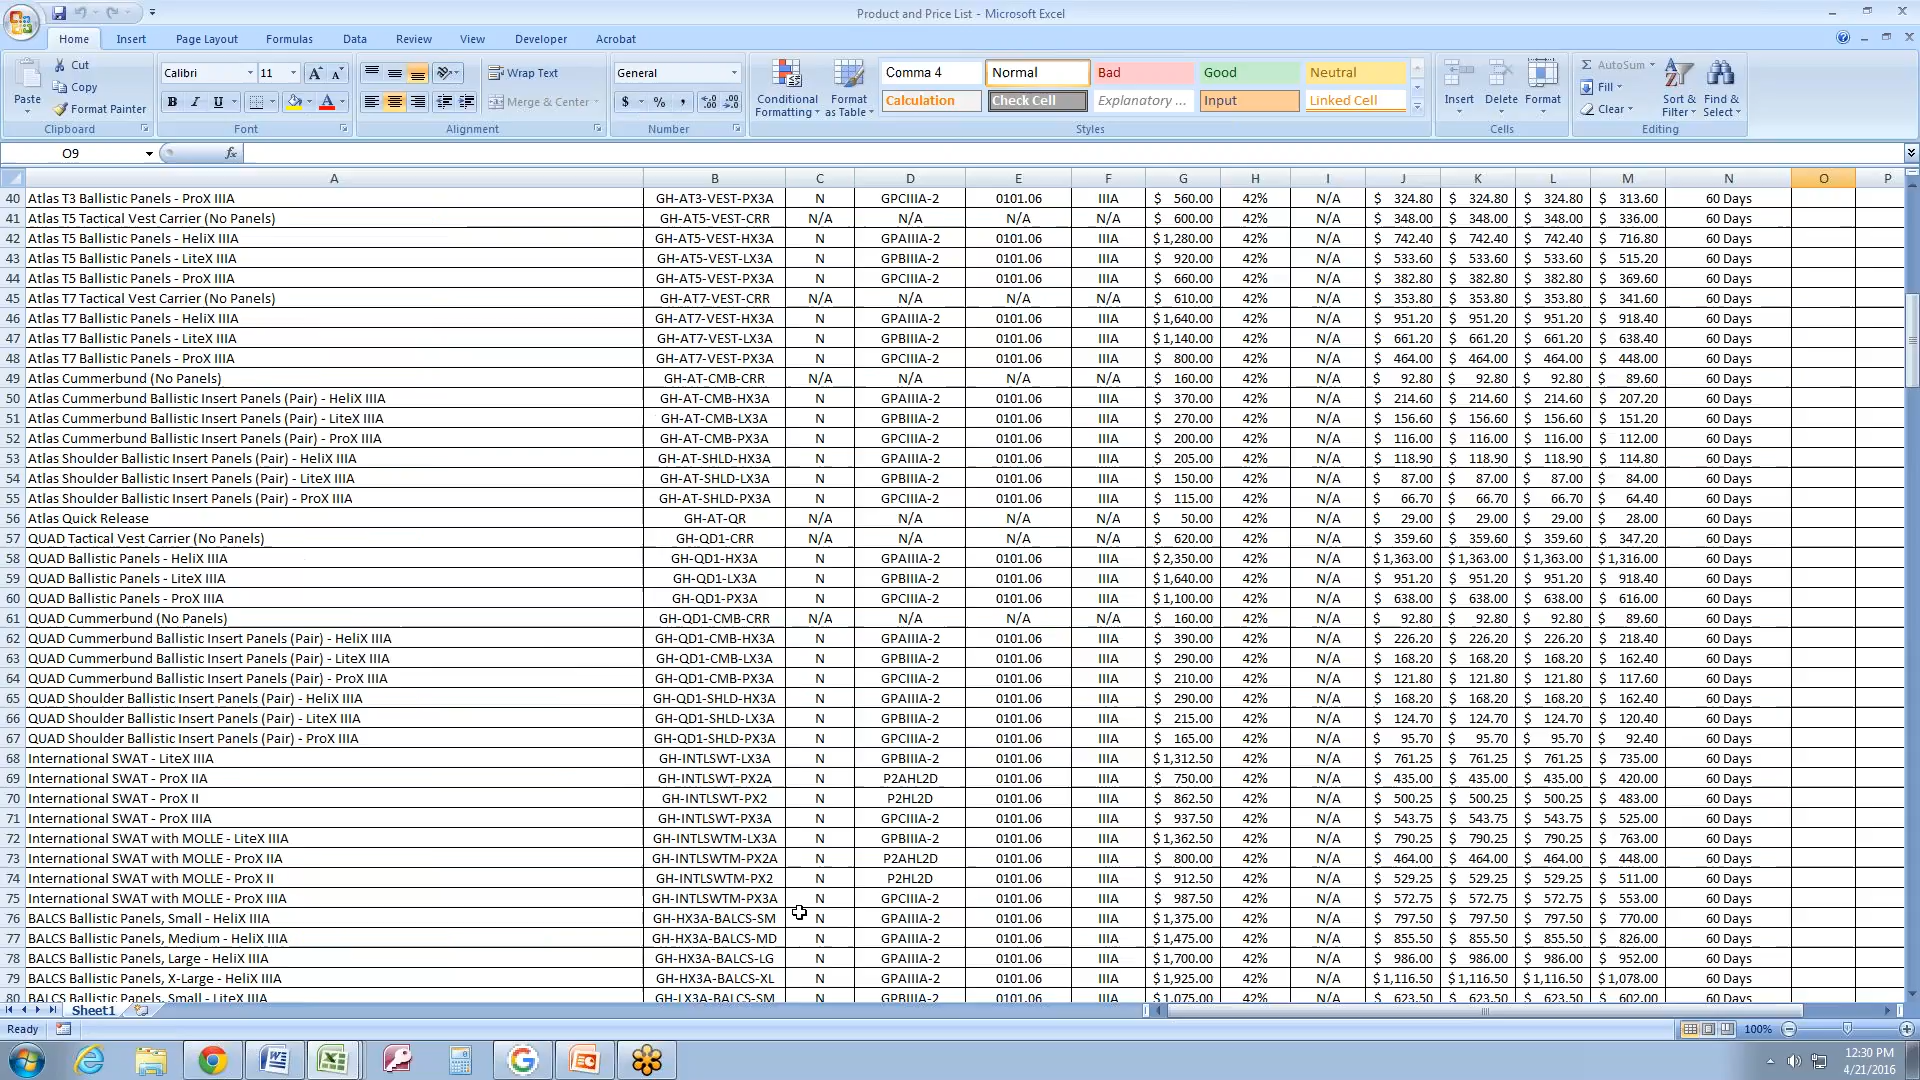 Product and Price List - Microsoft Excel
Home Insert Page Layout Formulas Data Review View Developer Acrobat
Cut
Copy
Format Painter
Paste
Clipboard
Calibri 11
B I U
Font
Wrap Text
Merge & Center
Alignment
General
$ % ,
Number
Conditional Formatting
Format as Table
Comma 4 Normal Bad Good Neutral
Calculation Check Cell Explanatory ... Input Linked Cell
Styles
Insert Delete Format
Cells
AutoSum
Fill
Clear
Sort & Filter
Find & Select
Editing
O9 fx
A B C D E F G H I J K L M N O P
40 Atlas T3 Ballistic Panels - ProX IIIA GH-AT3-VEST-PX3A N GPCIIIA-2 0101.06 IIIA $ 560.00 42% N/A $ 324.80 $ 324.80 $ 324.80 $ 313.60 60 Days
41 Atlas T5 Tactical Vest Carrier (No Panels) GH-AT5-VEST-CRR N/A N/A N/A N/A $ 600.00 42% N/A $ 348.00 $ 348.00 $ 348.00 $ 336.00 60 Days
42 Atlas T5 Ballistic Panels - HeliX IIIA GH-AT5-VEST-HX3A N GPAIIIA-2 0101.06 IIIA $ 1,280.00 42% N/A $ 742.40 $ 742.40 $ 742.40 $ 716.80 60 Days
43 Atlas T5 Ballistic Panels - LiteX IIIA GH-AT5-VEST-LX3A N GPBIIIA-2 0101.06 IIIA $ 920.00 42% N/A $ 533.60 $ 533.60 $ 533.60 $ 515.20 60 Days
44 Atlas T5 Ballistic Panels - ProX IIIA GH-AT5-VEST-PX3A N GPCIIIA-2 0101.06 IIIA $ 660.00 42% N/A $ 382.80 $ 382.80 $ 382.80 $ 369.60 60 Days
45 Atlas T7 Tactical Vest Carrier (No Panels) GH-AT7-VEST-CRR N/A N/A N/A N/A $ 610.00 42% N/A $ 353.80 $ 353.80 $ 353.80 $ 341.60 60 Days
46 Atlas T7 Ballistic Panels - HeliX IIIA GH-AT7-VEST-HX3A N GPAIIIA-2 0101.06 IIIA $ 1,640.00 42% N/A $ 951.20 $ 951.20 $ 951.20 $ 918.40 60 Days
47 Atlas T7 Ballistic Panels - LiteX IIIA GH-AT7-VEST-LX3A N GPBIIIA-2 0101.06 IIIA $ 1,140.00 42% N/A $ 661.20 $ 661.20 $ 661.20 $ 638.40 60 Days
48 Atlas T7 Ballistic Panels - ProX IIIA GH-AT7-VEST-PX3A N GPCIIIA-2 0101.06 IIIA $ 800.00 42% N/A $ 464.00 $ 464.00 $ 464.00 $ 448.00 60 Days
49 Atlas Cummerbund (No Panels) GH-AT-CMB-CRR N/A N/A N/A N/A $ 160.00 42% N/A $ 92.80 $ 92.80 $ 92.80 $ 89.60 60 Days
50 Atlas Cummerbund Ballistic Insert Panels (Pair) - HeliX IIIA GH-AT-CMB-HX3A N GPAIIIA-2 0101.06 IIIA $ 370.00 42% N/A $ 214.60 $ 214.60 $ 214.60 $ 207.20 60 Days
51 Atlas Cummerbund Ballistic Insert Panels (Pair) - LiteX IIIA GH-AT-CMB-LX3A N GPBIIIA-2 0101.06 IIIA $ 270.00 42% N/A $ 156.60 $ 156.60 $ 156.60 $ 151.20 60 Days
52 Atlas Cummerbund Ballistic Insert Panels (Pair) - ProX IIIA GH-AT-CMB-PX3A N GPCIIIA-2 0101.06 IIIA $ 200.00 42% N/A $ 116.00 $ 116.00 $ 116.00 $ 112.00 60 Days
53 Atlas Shoulder Ballistic Insert Panels (Pair) - HeliX IIIA GH-AT-SHLD-HX3A N GPAIIIA-2 0101.06 IIIA $ 205.00 42% N/A $ 118.90 $ 118.90 $ 118.90 $ 114.80 60 Days
54 Atlas Shoulder Ballistic Insert Panels (Pair) - LiteX IIIA GH-AT-SHLD-LX3A N GPBIIIA-2 0101.06 IIIA $ 150.00 42% N/A $ 87.00 $ 87.00 $ 87.00 $ 84.00 60 Days
55 Atlas Shoulder Ballistic Insert Panels (Pair) - ProX IIIA GH-AT-SHLD-PX3A N GPCIIIA-2 0101.06 IIIA $ 115.00 42% N/A $ 66.70 $ 66.70 $ 66.70 $ 64.40 60 Days
56 Atlas Quick Release GH-AT-QR N/A N/A N/A N/A $ 50.00 42% N/A $ 29.00 $ 29.00 $ 29.00 $ 28.00 60 Days
57 QUAD Tactical Vest Carrier (No Panels) GH-QD1-CRR N/A N/A N/A N/A $ 620.00 42% N/A $ 359.60 $ 359.60 $ 359.60 $ 347.20 60 Days
58 QUAD Ballistic Panels - HeliX IIIA GH-QD1-HX3A N GPAIIIA-2 0101.06 IIIA $ 2,350.00 42% N/A $ 1,363.00 $ 1,363.00 $ 1,363.00 $ 1,316.00 60 Days
59 QUAD Ballistic Panels - LiteX IIIA GH-QD1-LX3A N GPBIIIA-2 0101.06 IIIA $ 1,640.00 42% N/A $ 951.20 $ 951.20 $ 951.20 $ 918.40 60 Days
60 QUAD Ballistic Panels - ProX IIIA GH-QD1-PX3A N GPCIIIA-2 0101.06 IIIA $ 1,100.00 42% N/A $ 638.00 $ 638.00 $ 638.00 $ 616.00 60 Days
61 QUAD Cummerbund (No Panels) GH-QD1-CMB-CRR N/A N/A N/A N/A $ 160.00 42% N/A $ 92.80 $ 92.80 $ 92.80 $ 89.60 60 Days
62 QUAD Cummerbund Ballistic Insert Panels (Pair) - HeliX IIIA GH-QD1-CMB-HX3A N GPAIIIA-2 0101.06 IIIA $ 390.00 42% N/A $ 226.20 $ 226.20 $ 226.20 $ 218.40 60 Days
63 QUAD Cummerbund Ballistic Insert Panels (Pair) - LiteX IIIA GH-QD1-CMB-LX3A N GPBIIIA-2 0101.06 IIIA $ 290.00 42% N/A $ 168.20 $ 168.20 $ 168.20 $ 162.40 60 Days
64 QUAD Cummerbund Ballistic Insert Panels (Pair) - ProX IIIA GH-QD1-CMB-PX3A N GPCIIIA-2 0101.06 IIIA $ 210.00 42% N/A $ 121.80 $ 121.80 $ 121.80 $ 117.60 60 Days
65 QUAD Shoulder Ballistic Insert Panels (Pair) - HeliX IIIA GH-QD1-SHLD-HX3A N GPAIIIA-2 0101.06 IIIA $ 290.00 42% N/A $ 168.20 $ 168.20 $ 168.20 $ 162.40 60 Days
66 QUAD Shoulder Ballistic Insert Panels (Pair) - LiteX IIIA GH-QD1-SHLD-LX3A N GPBIIIA-2 0101.06 IIIA $ 215.00 42% N/A $ 124.70 $ 124.70 $ 124.70 $ 120.40 60 Days
67 QUAD Shoulder Ballistic Insert Panels (Pair) - ProX IIIA GH-QD1-SHLD-PX3A N GPCIIIA-2 0101.06 IIIA $ 165.00 42% N/A $ 95.70 $ 95.70 $ 95.70 $ 92.40 60 Days
68 International SWAT - LiteX IIIA GH-INTLSWT-LX3A N GPBIIIA-2 0101.06 IIIA $ 1,312.50 42% N/A $ 761.25 $ 761.25 $ 761.25 $ 735.00 60 Days
69 International SWAT - ProX IIA GH-INTLSWT-PX2A N P2AHL2D 0101.06 IIIA $ 750.00 42% N/A $ 435.00 $ 435.00 $ 435.00 $ 420.00 60 Days
70 International SWAT - ProX II GH-INTLSWT-PX2 N P2HL2D 0101.06 IIIA $ 862.50 42% N/A $ 500.25 $ 500.25 $ 500.25 $ 483.00 60 Days
71 International SWAT - ProX IIIA GH-INTLSWT-PX3A N GPCIIIA-2 0101.06 IIIA $ 937.50 42% N/A $ 543.75 $ 543.75 $ 543.75 $ 525.00 60 Days
72 International SWAT with MOLLE - LiteX IIIA GH-INTLSWTM-LX3A N GPBIIIA-2 0101.06 IIIA $ 1,362.50 42% N/A $ 790.25 $ 790.25 $ 790.25 $ 763.00 60 Days
73 International SWAT with MOLLE - ProX IIA GH-INTLSWTM-PX2A N P2AHL2D 0101.06 IIIA $ 800.00 42% N/A $ 464.00 $ 464.00 $ 464.00 $ 448.00 60 Days
74 International SWAT with MOLLE - ProX II GH-INTLSWTM-PX2 N P2HL2D 0101.06 IIIA $ 912.50 42% N/A $ 529.25 $ 529.25 $ 529.25 $ 511.00 60 Days
75 International SWAT with MOLLE - ProX IIIA GH-INTLSWTM-PX3A N GPCIIIA-2 0101.06 IIIA $ 987.50 42% N/A $ 572.75 $ 572.75 $ 572.75 $ 553.00 60 Days
76 BALCS Ballistic Panels, Small - HeliX IIIA GH-HX3A-BALCS-SM N GPAIIIA-2 0101.06 IIIA $ 1,375.00 42% N/A $ 797.50 $ 797.50 $ 797.50 $ 770.00 60 Days
77 BALCS Ballistic Panels, Medium - HeliX IIIA GH-HX3A-BALCS-MD N GPAIIIA-2 0101.06 IIIA $ 1,475.00 42% N/A $ 855.50 $ 855.50 $ 855.50 $ 826.00 60 Days
78 BALCS Ballistic Panels, Large - HeliX IIIA GH-HX3A-BALCS-LG N GPAIIIA-2 0101.06 IIIA $ 1,700.00 42% N/A $ 986.00 $ 986.00 $ 986.00 $ 952.00 60 Days
79 BALCS Ballistic Panels, X-Large - HeliX IIIA GH-HX3A-BALCS-XL N GPAIIIA-2 0101.06 IIIA $ 1,925.00 42% N/A $ 1,116.50 $ 1,116.50 $ 1,116.50 $ 1,078.00 60 Days
80 BALCS Ballistic Panels, Small - LiteX IIIA GH-LX3A-BALCS-SM N GPBIIIA-2 0101.06 IIIA $ 1,075.00 42% N/A $ 623.50 $ 623.50 $ 623.50 $ 602.00 60 Days
Sheet1
Ready 100%
12:30 PM
4/21/2016